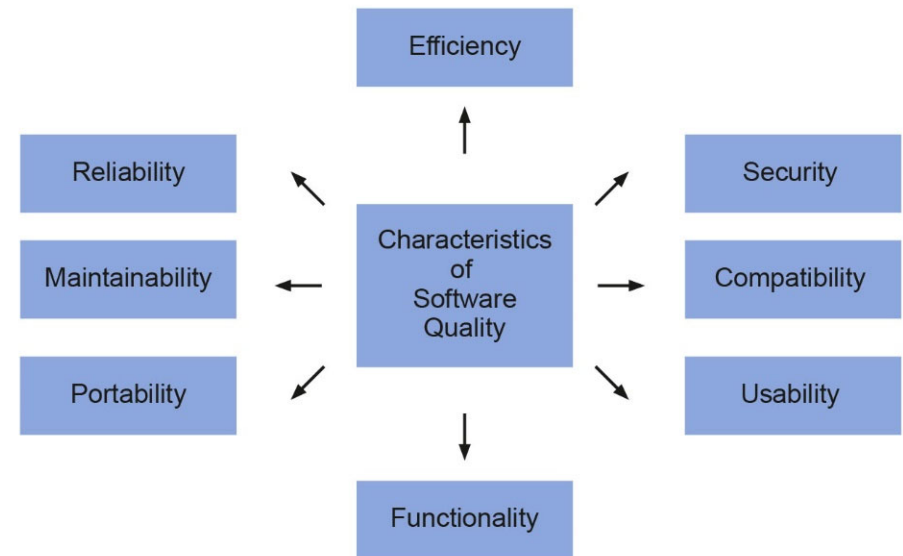 Efficiency
Reliability
Security
Characteristics
of
Software
Quality
Maintainability
Compatibility
Portability
Usability
Functionality